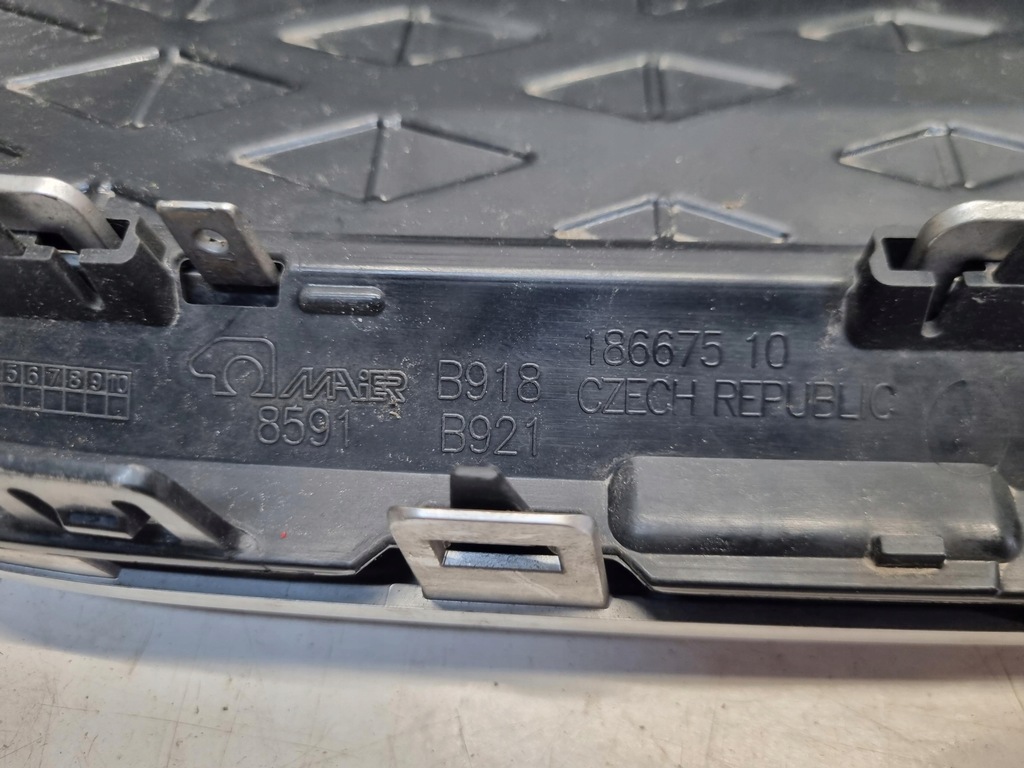 186675 10
5 6 7 8 9 10
MAIER
B918
CZECH REPUBLIC
8591
B921